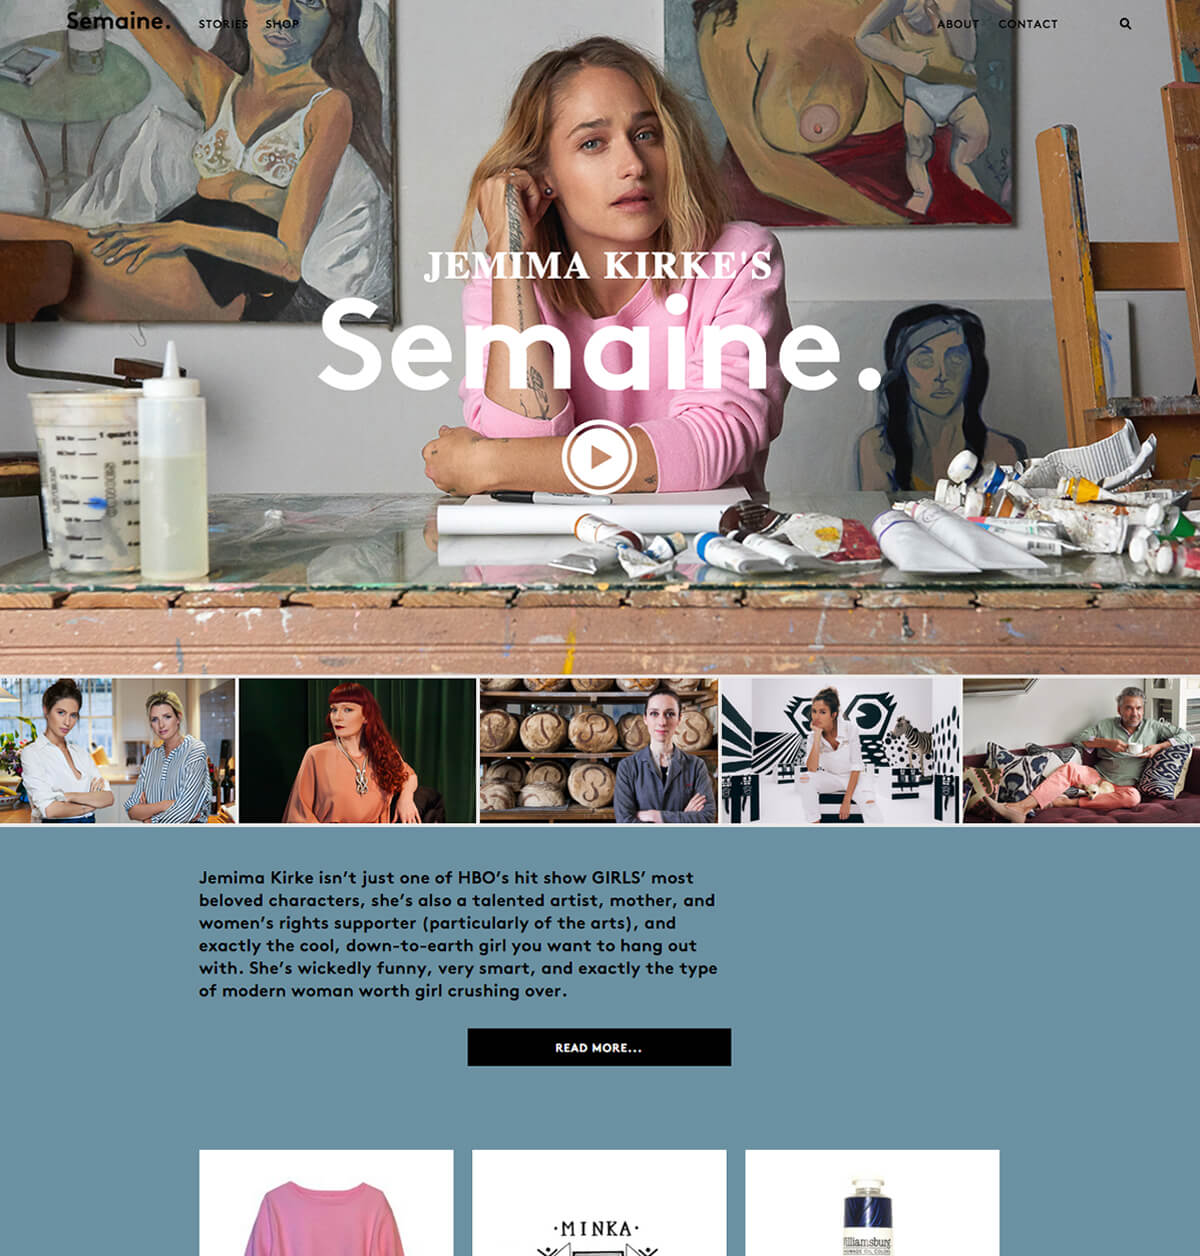 Semaine. STORIES SHOP ABOUT CONTACT
JEMIMA KIRKE'S
Semaine.
Jemima Kirke isn’t just one of HBO’s hit show GIRLS’ most
beloved characters, she’s also a talented artist, mother, and
women’s rights supporter (particularly of the arts), and
exactly the cool, down-to-earth girl you want to hang out
with. She’s wickedly funny, very smart, and exactly the type
of modern woman worth girl crushing over.
READ MORE...
·MINKA·
Williamsburg